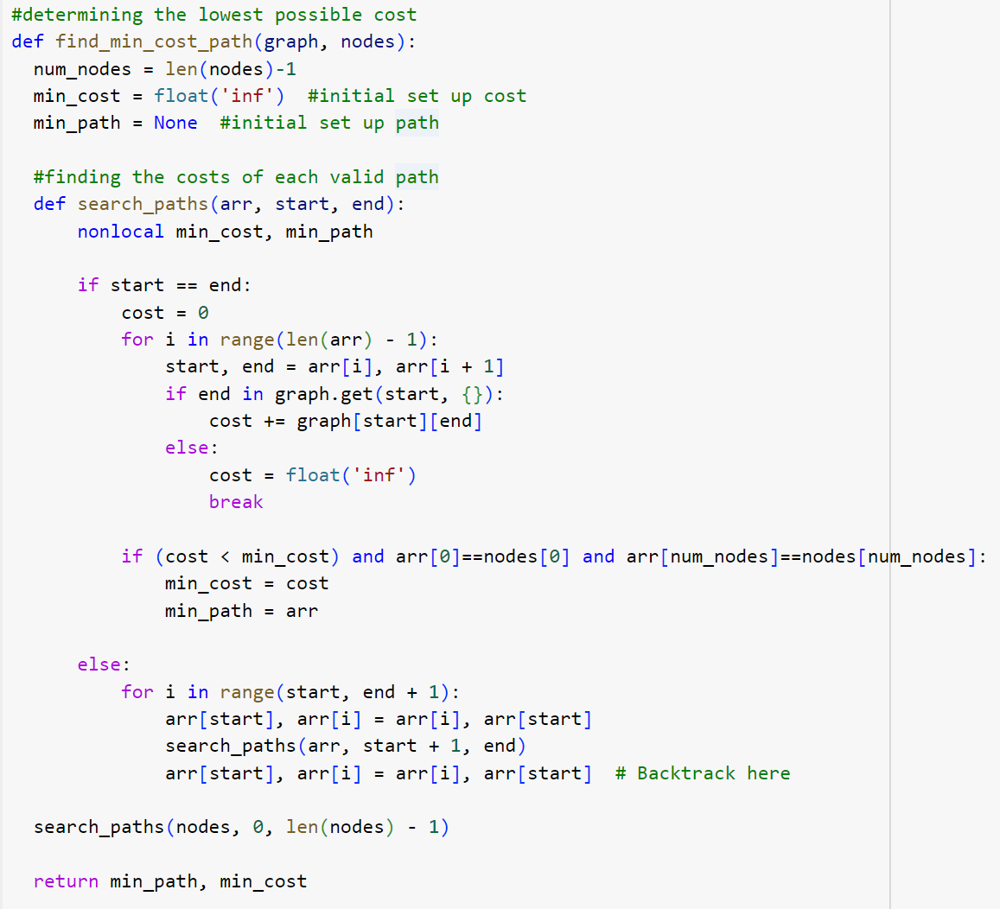 #determining the lowest possible cost
def find_min_cost_path(graph, nodes):
  num_nodes = len(nodes)-1
  min_cost = float('inf')  #initial set up cost
  min_path = None  #initial set up path

  #finding the costs of each valid path
  def search_paths(arr, start, end):
      nonlocal min_cost, min_path

      if start == end:
          cost = 0
          for i in range(len(arr) - 1):
              start, end = arr[i], arr[i + 1]
              if end in graph.get(start, {}):
                  cost += graph[start][end]
              else:
                  cost = float('inf')
                  break

          if (cost < min_cost) and arr[0]==nodes[0] and arr[num_nodes]==nodes[num_nodes]:
              min_cost = cost
              min_path = arr

      else:
          for i in range(start, end + 1):
              arr[start], arr[i] = arr[i], arr[start]
              search_paths(arr, start + 1, end)
              arr[start], arr[i] = arr[i], arr[start]  # Backtrack here

  search_paths(nodes, 0, len(nodes) - 1)

  return min_path, min_cost